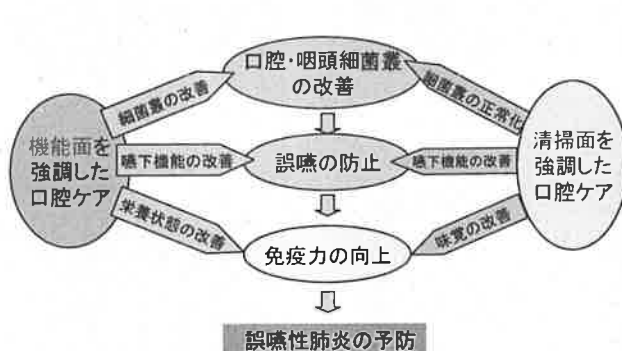 口腔・咽頭細菌叢
の改善
細菌叢の改善
細菌叢の正常化
機能面を
強調した
口腔ケア
嚥下機能の改善
誤嚥の防止
嚥下機能の改善
清掃面を
強調した
口腔ケア
栄養状態の改善
免疫力の向上
味覚の改善
誤嚥性肺炎の予防